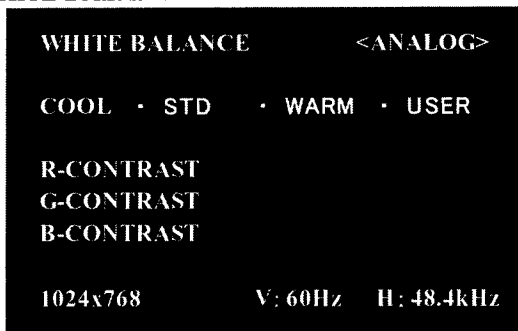 WHITE BALANCE <ANALOG>
COOL · STD · WARM · USER
R-CONTRAST
G-CONTRAST
B-CONTRAST
1024x768 V: 60Hz H: 48.4kHz